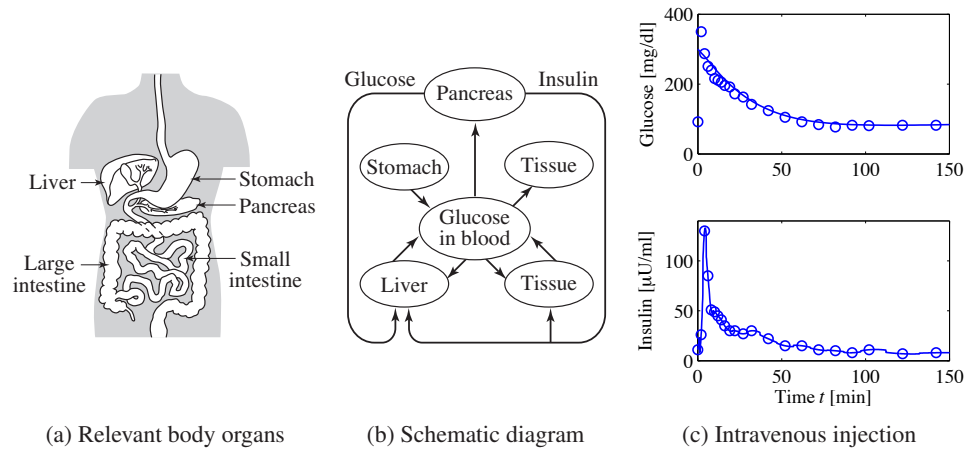 Liver
Stomach
Pancreas
Large
intestine
Small
intestine
(a) Relevant body organs
Glucose
Insulin
Pancreas
Stomach
Tissue
Glucose
in blood
Liver
Tissue
(b) Schematic diagram
Glucose [mg/dl]
400
200
0
0
50
100
150
Insulin [µU/ml]
100
50
0
0
50
100
150
Time t [min]
(c) Intravenous injection